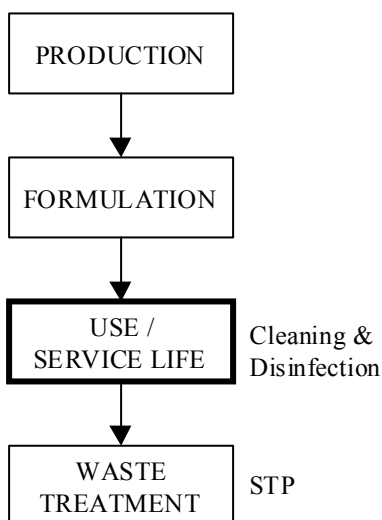 PRODUCTION
FORMULATION
USE /
SERVICE LIFE
Cleaning &
Disinfection
WASTE
TREATMENT
STP